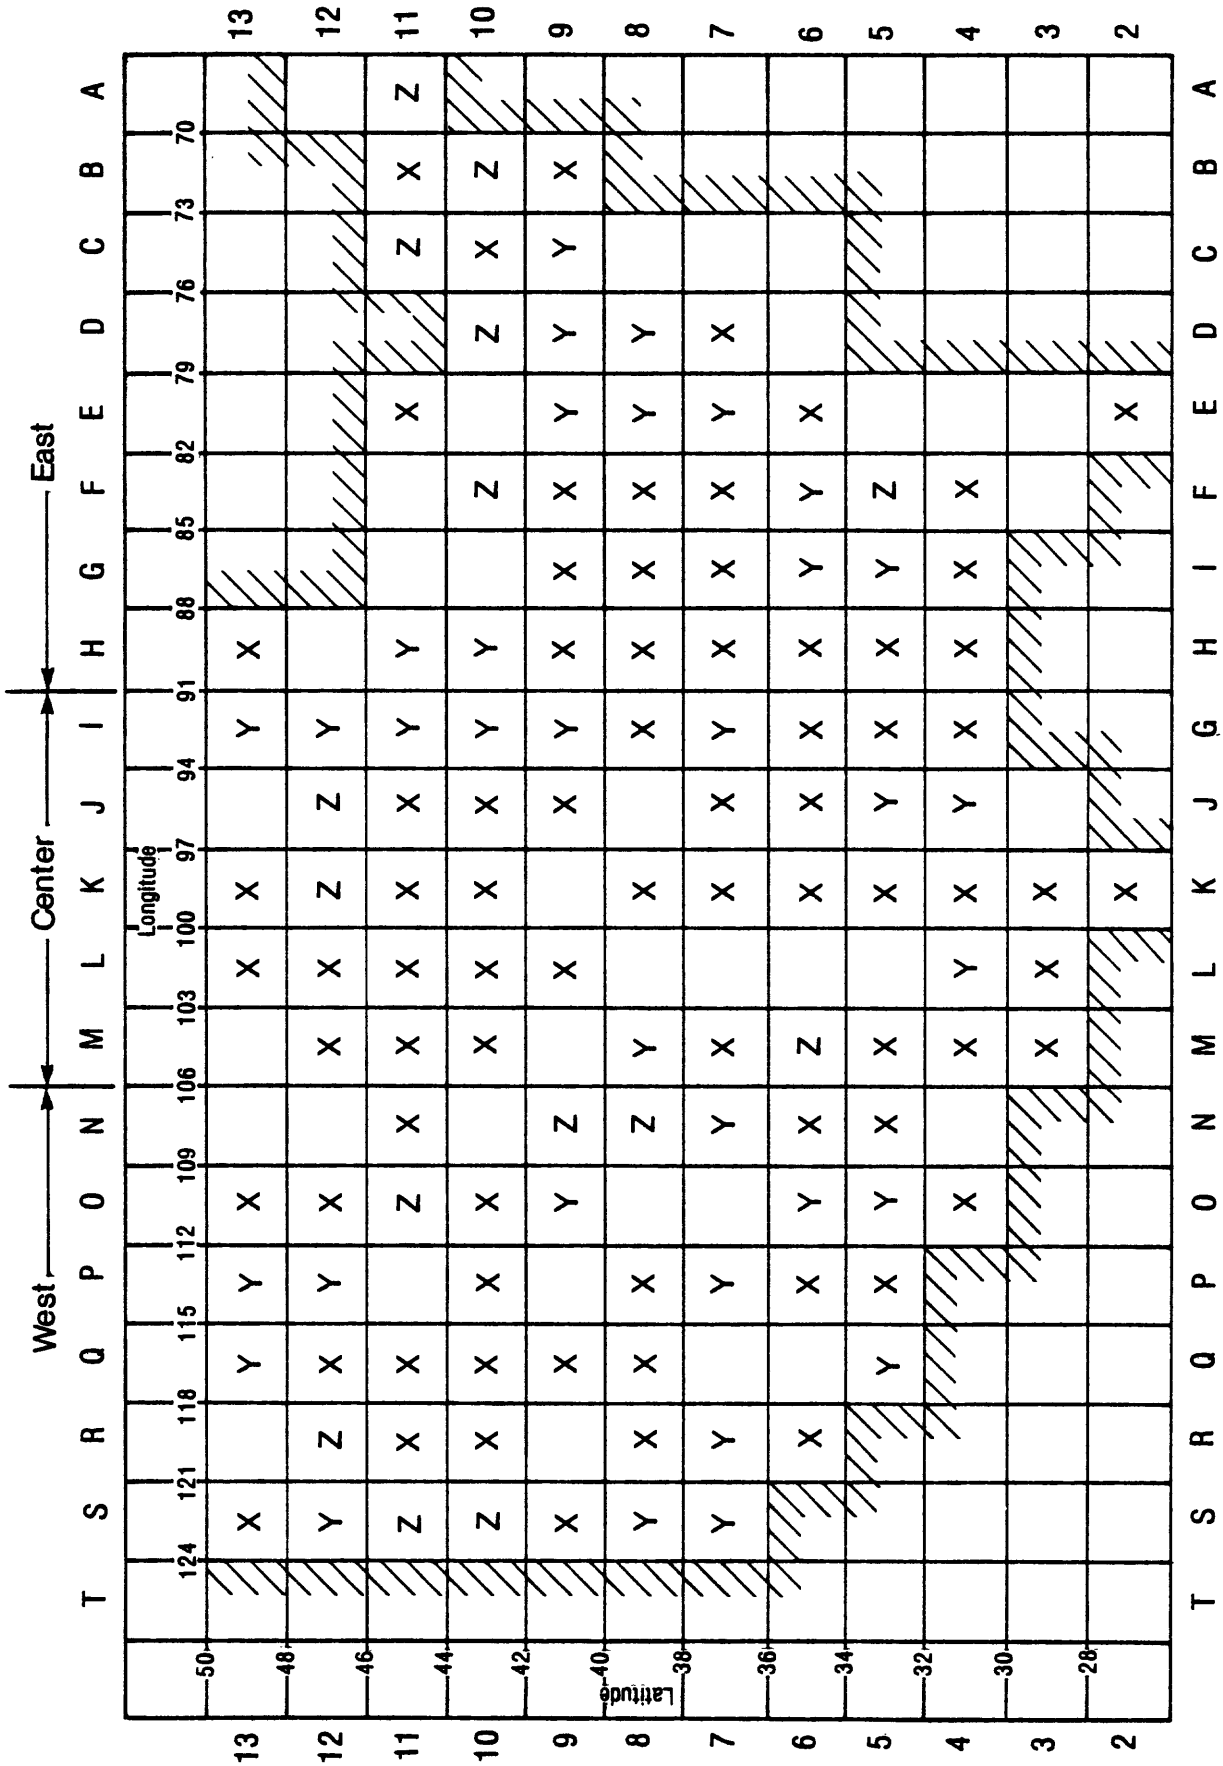 West Center East
T S R Q P O N M L K J I H G F E D C B A
Longitude
124 121 118 115 112 109 106 103 100 97 94 91 88 85 82 79 76 73 70
50
13 X Y Y X X X Y X 13
48
12 Y Z X Y X X X Z Z Y 12
46
11 Z X X Z X X X X X Y Y X Z X Z 11
44
10 Z X X X X X X X X Y Y Z Z X Z 10
42
9 X X Y Z X X Y X X X Y Y Y X 9
40
Latitude
8 Y X X X Z Y X X X X X Y Y 8
38
7 Y Y Y Y X X X Y X X X Y X 7
36
6 X X Y X Z X X X X Y Y X 6
34
5 Y X Y X X X Y X X Y Z 5
32
4 X X Y X Y X X X X 4
30
3 X X X 3
28
2 X X 2
T S R Q P O N M L K J G H I F E D C B A